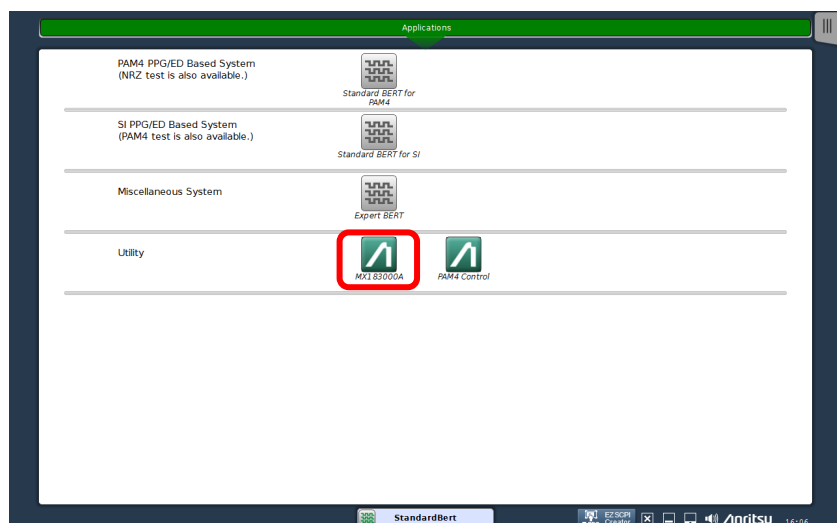 Applications
PAM4 PPG/ED Based System
(NRZ test is also available.)
Standard BERT for
PAM4
SI PPG/ED Based System
(PAM4 test is also available.)
Standard BERT for SI
Miscellaneous System
Expert BERT
Utility
MX183000A
PAM4 Control
StandardBert
EZSCPI
Creator
Anritsu
16:06